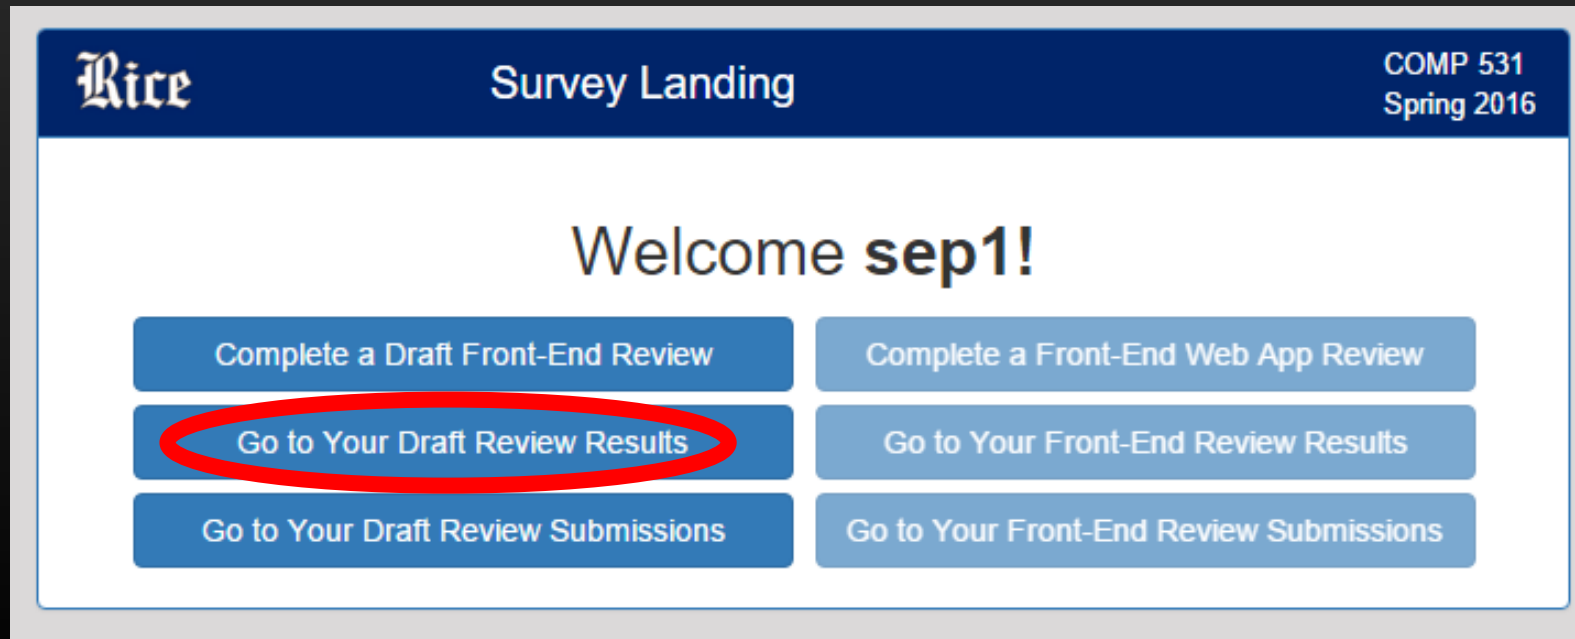 Rice
Survey Landing
COMP 531
Spring 2016
Welcome sep1!
Complete a Draft Front-End Review
Complete a Front-End Web App Review
Go to Your Draft Review Results
Go to Your Front-End Review Results
Go to Your Draft Review Submissions
Go to Your Front-End Review Submissions